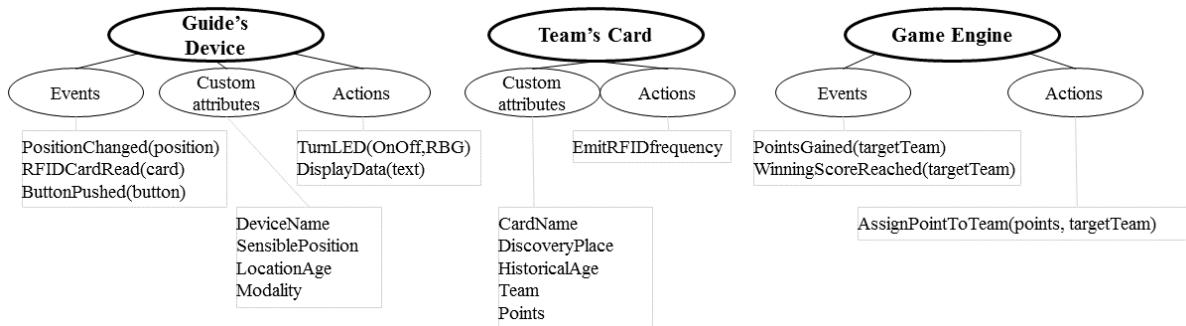 Guide's
Device
Team's Card
Game Engine
Events
Custom
attributes
Actions
Custom
attributes
Actions
Events
Actions
PositionChanged(position)
RFIDCardRead(card)
ButtonPushed(button)
TurnLED(OnOff,RBG)
DisplayData(text)
EmitRFIDfrequency
PointsGained(targetTeam)
WinningScoreReached(targetTeam)
DeviceName
SensiblePosition
LocationAge
Modality
CardName
DiscoveryPlace
HistoricalAge
Team
Points
AssignPointToTeam(points, targetTeam)